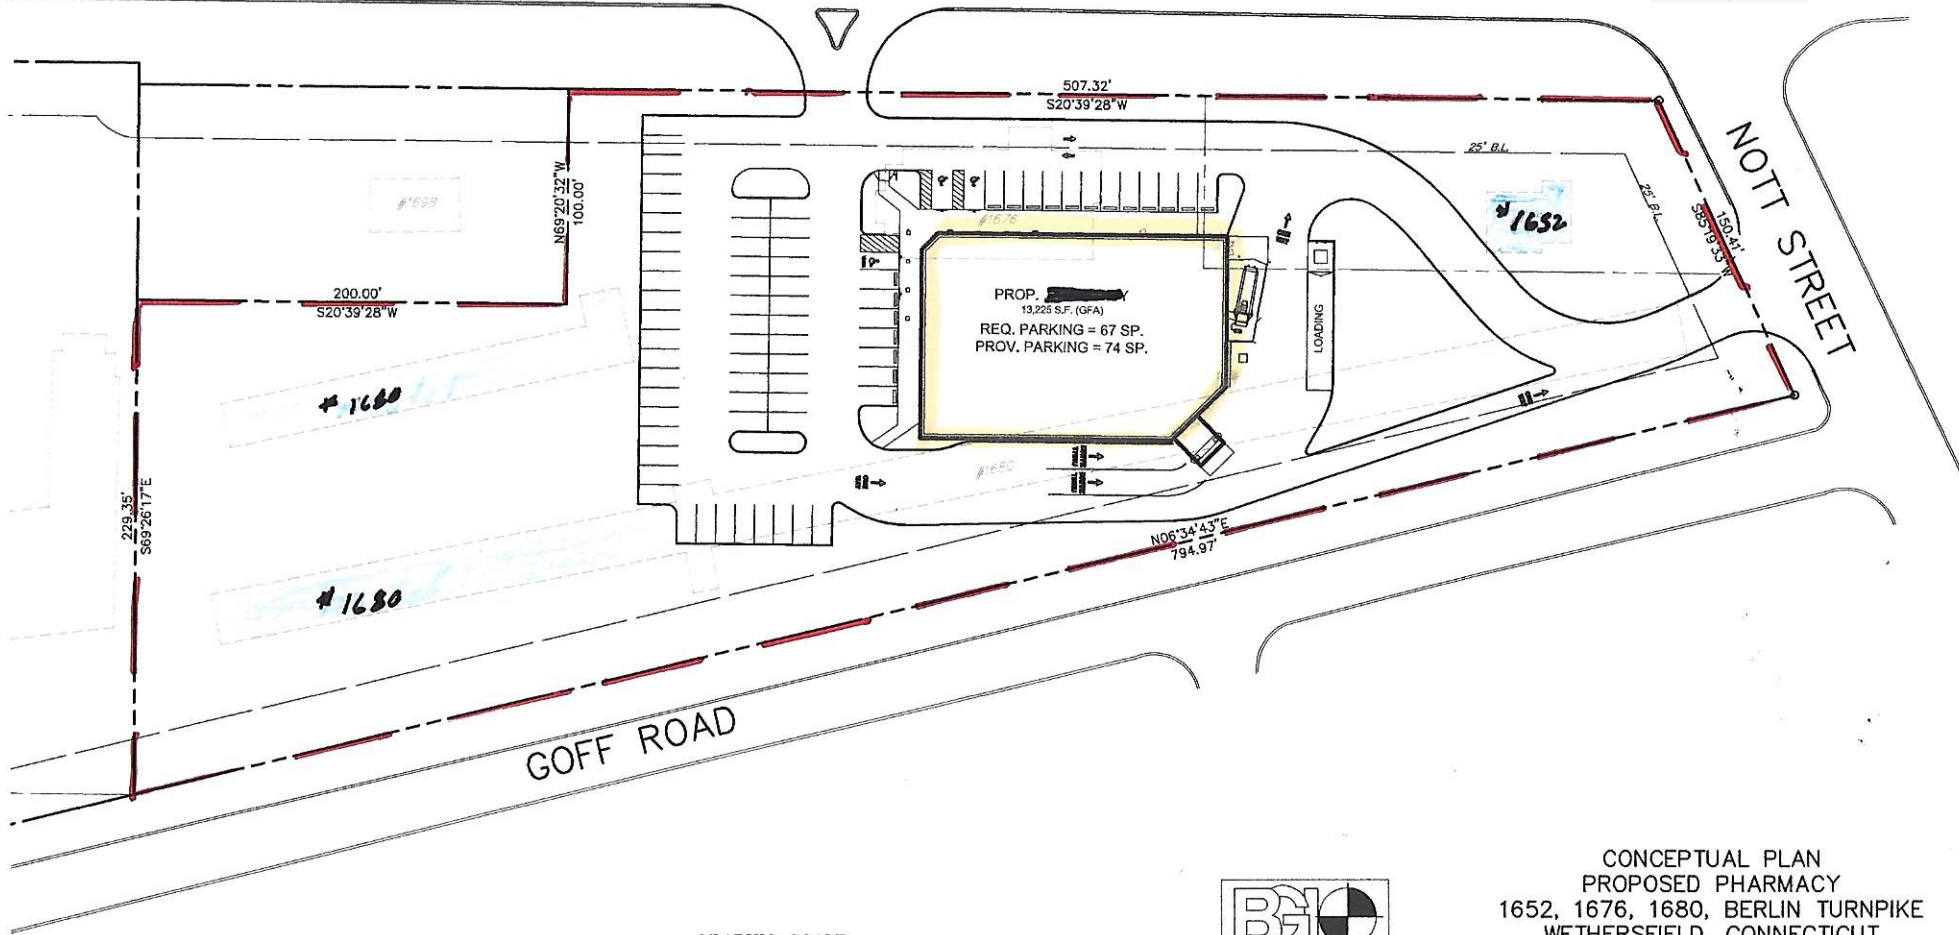 507.32'
S20°39'28"W
25' B.L.
NOTT STREET
25' B.L.
150.41'
S85°19'33"W
#1652
N69°20'32"W
100.00'
#1698
#1676
200.00'
S20°39'28"W
PROP. Y
13,225 S.F. (GFA)
REQ. PARKING = 67 SP.
PROV. PARKING = 74 SP.
LOADING
#1680
#1680
229.35'
S69°26'17"E
N06°34'43"E
794.97'
#1680
GOFF ROAD
BGI
CONCEPTUAL PLAN
PROPOSED PHARMACY
1652, 1676, 1680, BERLIN TURNPIKE
WETHERSFIELD, CONNECTICUT